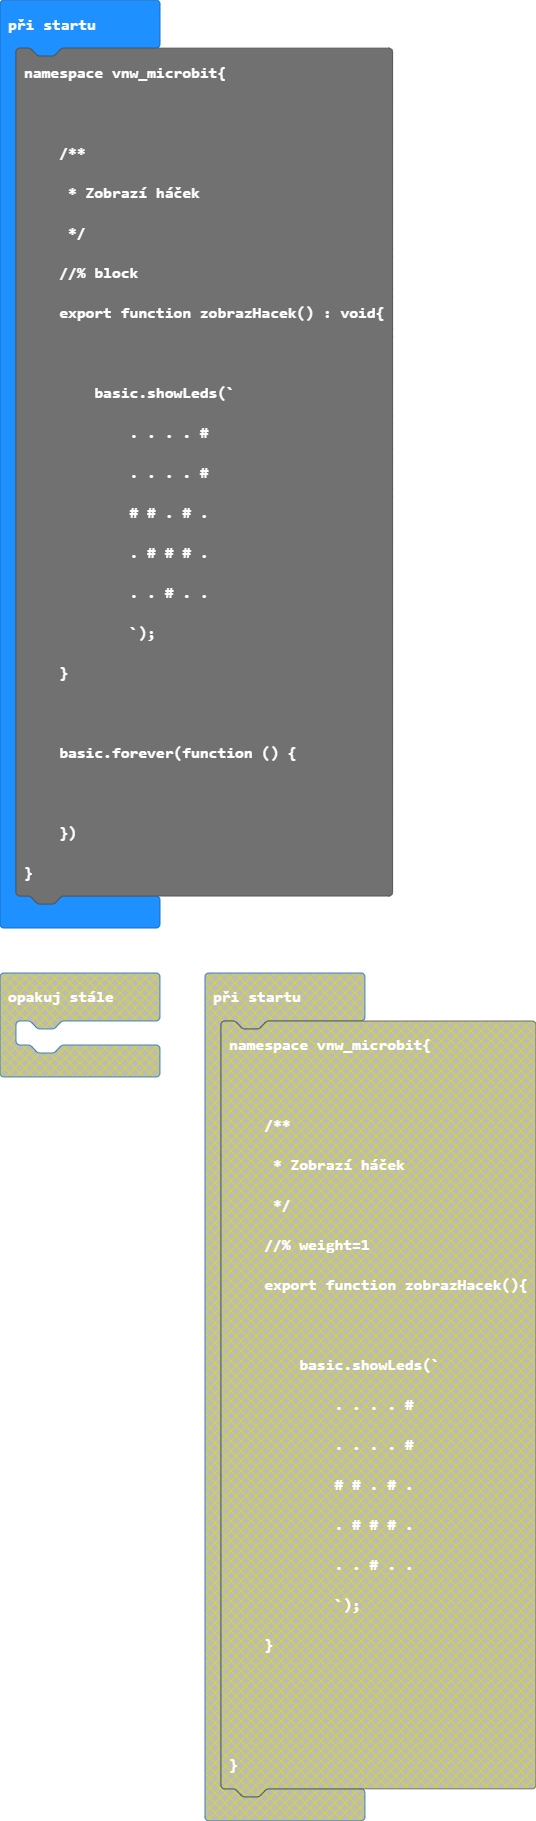 při startu
namespace vnw_microbit{
/**
* Zobrazí háček
*/
//% block
export function zobrazHacek() : void{
basic.showLeds(`
. . . . #
. . . . #
# # . # .
. # # # .
. . # . .
`);
}
basic.forever(function () {
})
}
opakuj stále
při startu
namespace vnw_microbit{
/**
* Zobrazí háček
*/
//% weight=1
export function zobrazHacek(){
basic.showLeds(`
. . . . #
. . . . #
# # . # .
. # # # .
. . # . .
`);
}
}